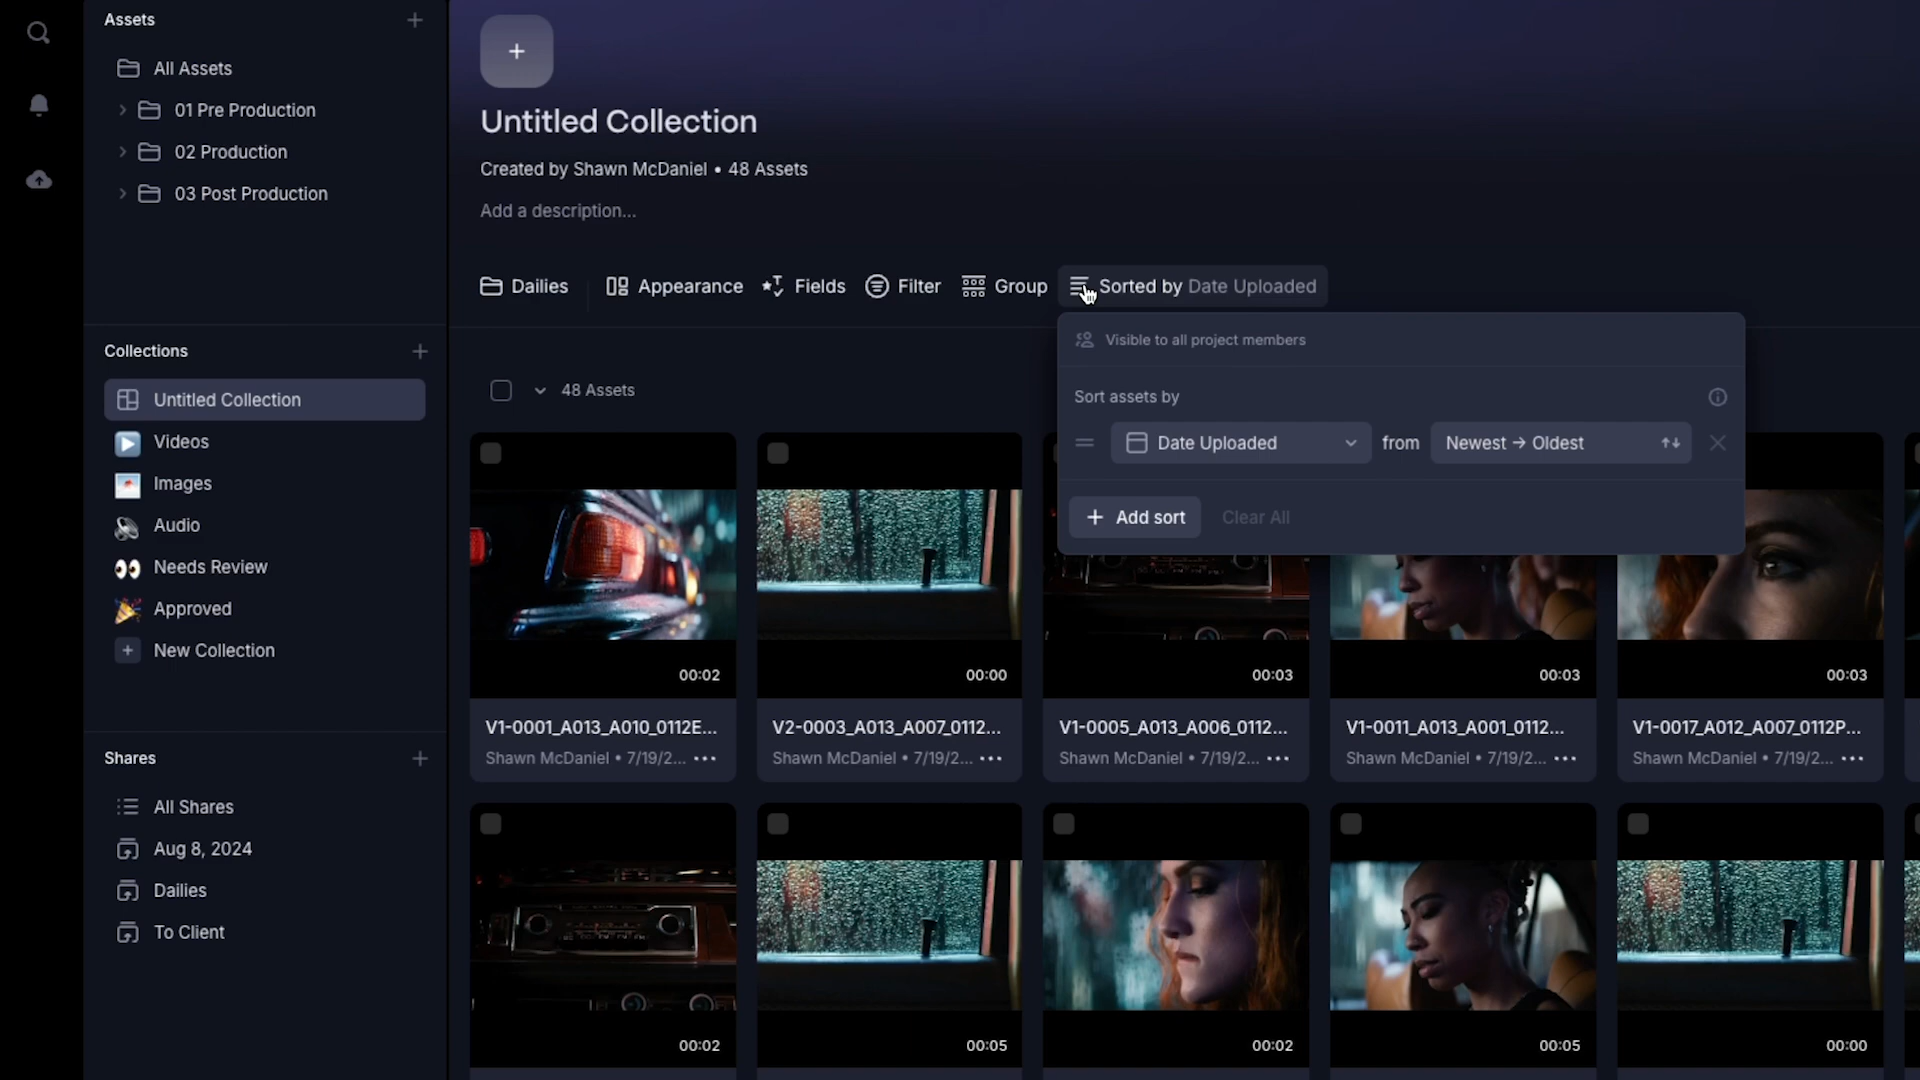 Assets
All Assets
01 Pre Production
02 Production
03 Post Production
Collections
Untitled Collection
Videos
Images
Audio
Needs Review
Approved
New Collection
Shares
All Shares
Aug 8, 2024
Dailies
To Client
Untitled Collection
Created by Shawn McDaniel • 48 Assets
Add a description...
Dailies Appearance Fields Filter Group Sorted by Date Uploaded
Visible to all project members
Sort assets by
Date Uploaded from Newest → Oldest
+ Add sort Clear All
48 Assets
00:02 00:00 00:03 00:03 00:03
V1-0001_A013_A010_0112E... V2-0003_A013_A007_0112... V1-0005_A013_A006_0112... V1-0011_A013_A001_0112... V1-0017_A012_A007_0112P...
Shawn McDaniel • 7/19/2... Shawn McDaniel • 7/19/2... Shawn McDaniel • 7/19/2... Shawn McDaniel • 7/19/2... Shawn McDaniel • 7/19/2...
00:02 00:05 00:02 00:05 00:00